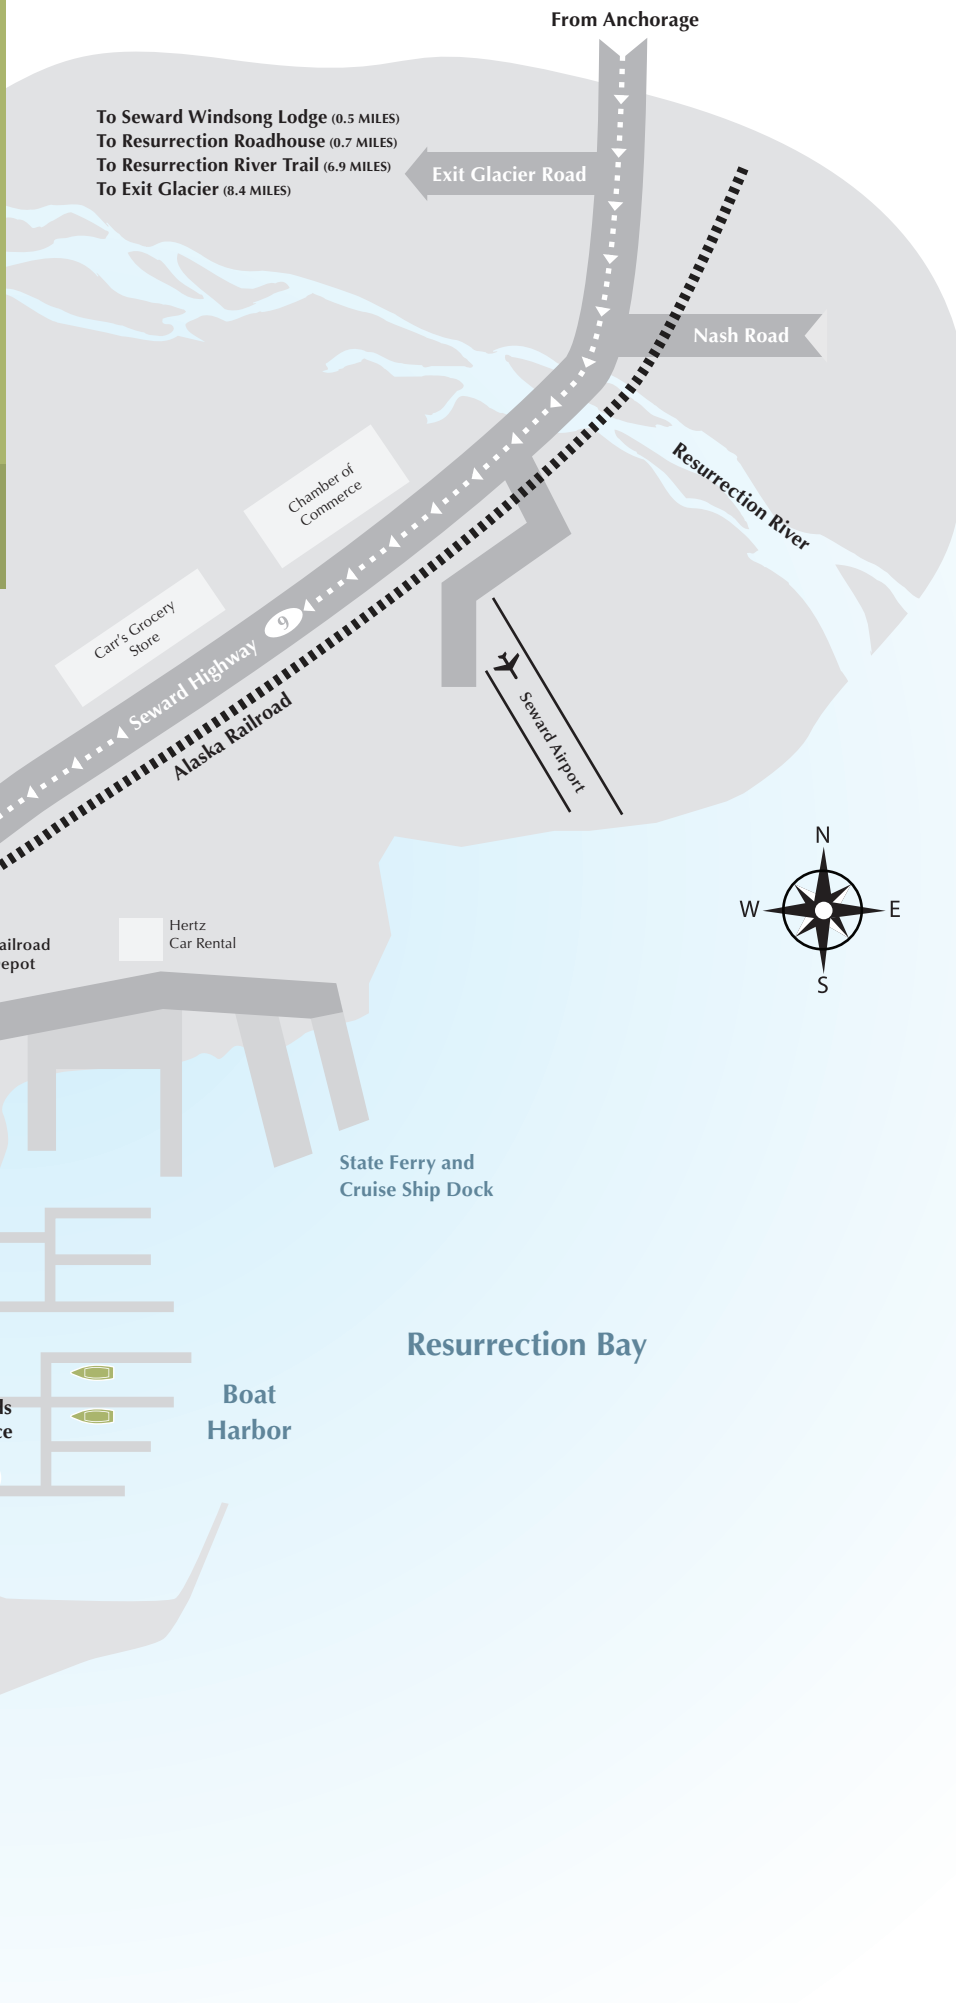 From Anchorage
To Seward Windsong Lodge (0.5 MILES)
To Resurrection Roadhouse (0.7 MILES)
To Resurrection River Trail (6.9 MILES)
To Exit Glacier (8.4 MILES)
Exit Glacier Road
Nash Road
Resurrection River
Chamber of
Commerce
Carr's Grocery
Store
Seward Highway 9
Alaska Railroad
Seward Airport
N
W E
S
Hertz
Car Rental
ailroad
epot
State Ferry and
Cruise Ship Dock
Resurrection Bay
Boat
Harbor
ls
ce